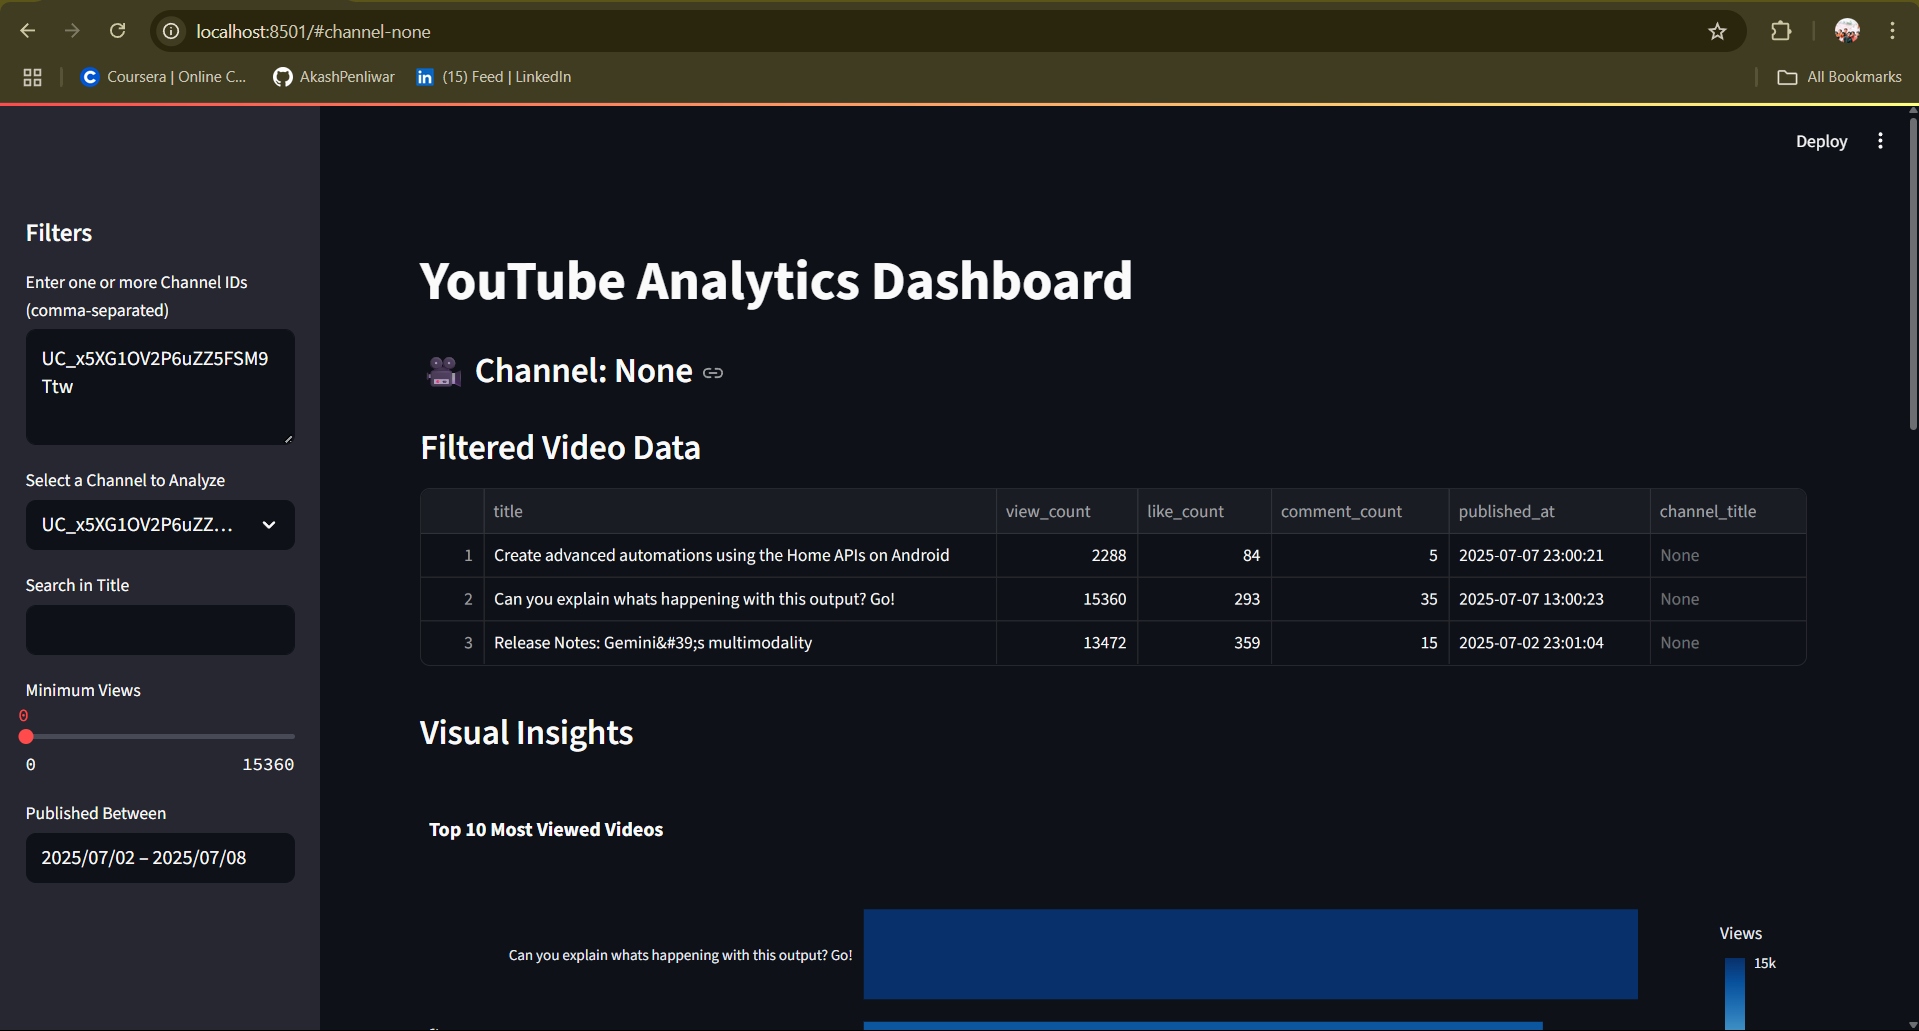 localhost:8501/#channel-none
Coursera | Online C...
AkashPenliwar
(15) Feed | LinkedIn
All Bookmarks
Deploy
Filters
Enter one or more Channel IDs
(comma-separated)
UC_x5XG1OV2P6uZZ5FSM9
Ttw
Select a Channel to Analyze
UC_x5XG1OV2P6uZZ...
Search in Title
Minimum Views
0
0 15360
Published Between
2025/07/02 – 2025/07/08
YouTube Analytics Dashboard
Channel: None
Filtered Video Data
title view_count like_count comment_count published_at channel_title
1 Create advanced automations using the Home APIs on Android 2288 84 5 2025-07-07 23:00:21 None
2 Can you explain whats happening with this output? Go! 15360 293 35 2025-07-07 13:00:23 None
3 Release Notes: Gemini&#39;s multimodality 13472 359 15 2025-07-02 23:01:04 None
Visual Insights
Top 10 Most Viewed Videos
Can you explain whats happening with this output? Go!
Views
15k